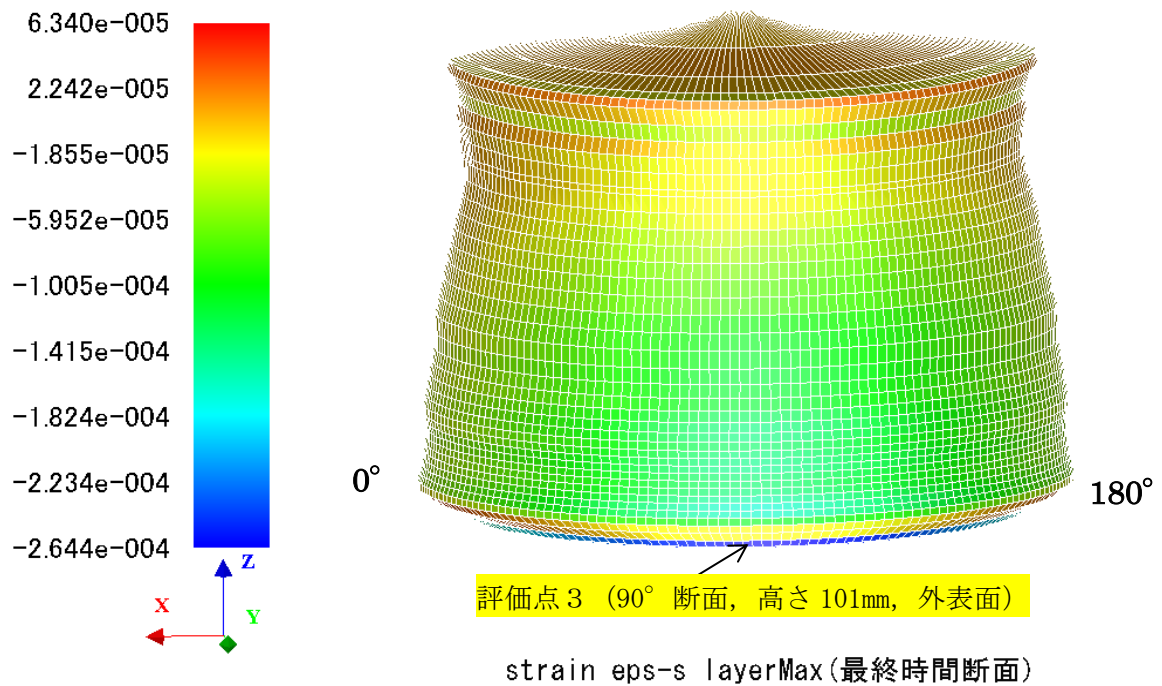 6.340e-005
2.242e-005
-1.855e-005
-5.952e-005
-1.005e-004
-1.415e-004
-1.824e-004
-2.234e-004
-2.644e-004
Z
X
Y
0°
180°
評価点3 (90°断面, 高さ101mm, 外表面)
strain eps-s layerMax(最終時間断面)